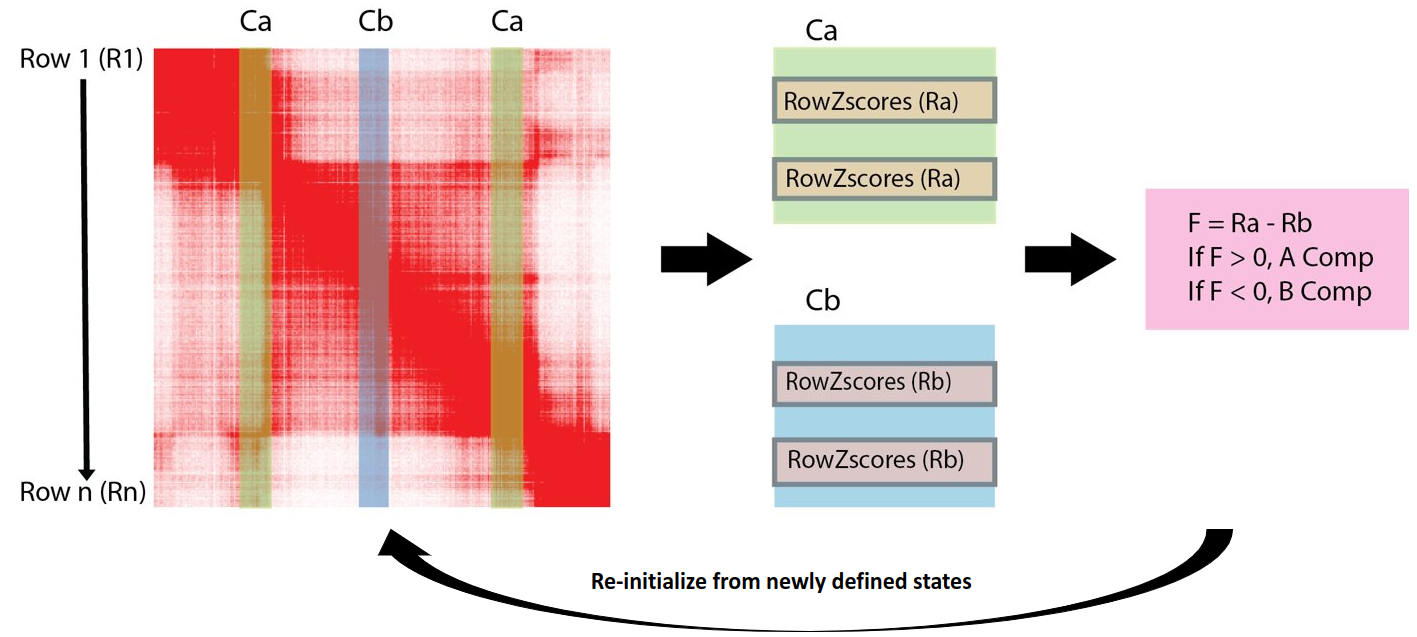 Ca
Cb
Ca
Row 1 (R1)
Row n (Rn)
Ca
RowZscores (Ra)
RowZscores (Ra)
Cb
RowZscores (Rb)
RowZscores (Rb)
F = Ra - Rb
If F > 0, A Comp
If F < 0, B Comp
Re-initialize from newly defined states